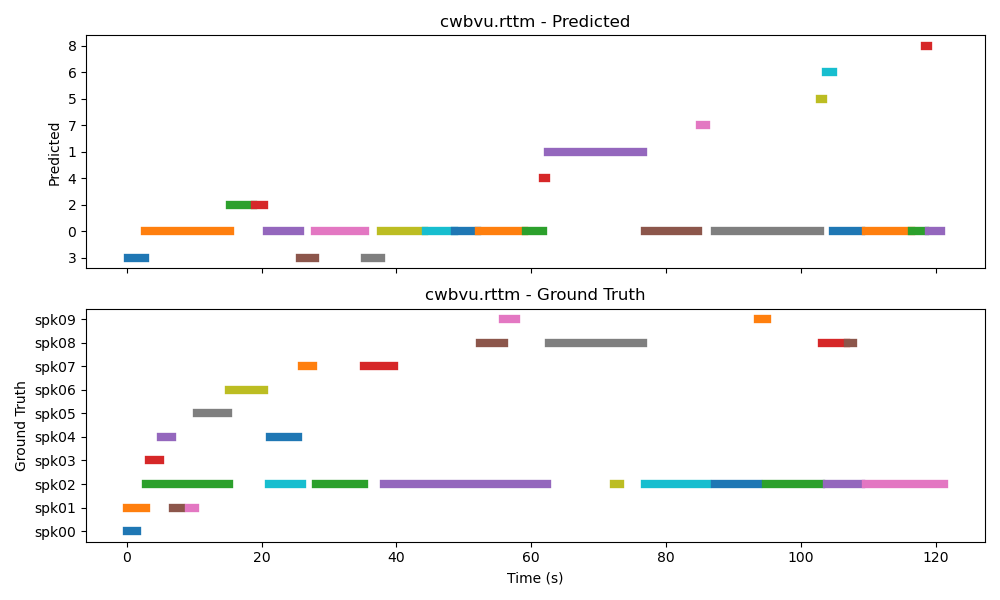 cwbvu.rttm - Predicted
8
6
5
7
1
4
2
0
3
Predicted
cwbvu.rttm - Ground Truth
spk09
spk08
spk07
spk06
spk05
spk04
spk03
spk02
spk01
spk00
Ground Truth
0 20 40 60 80 100 120
Time (s)